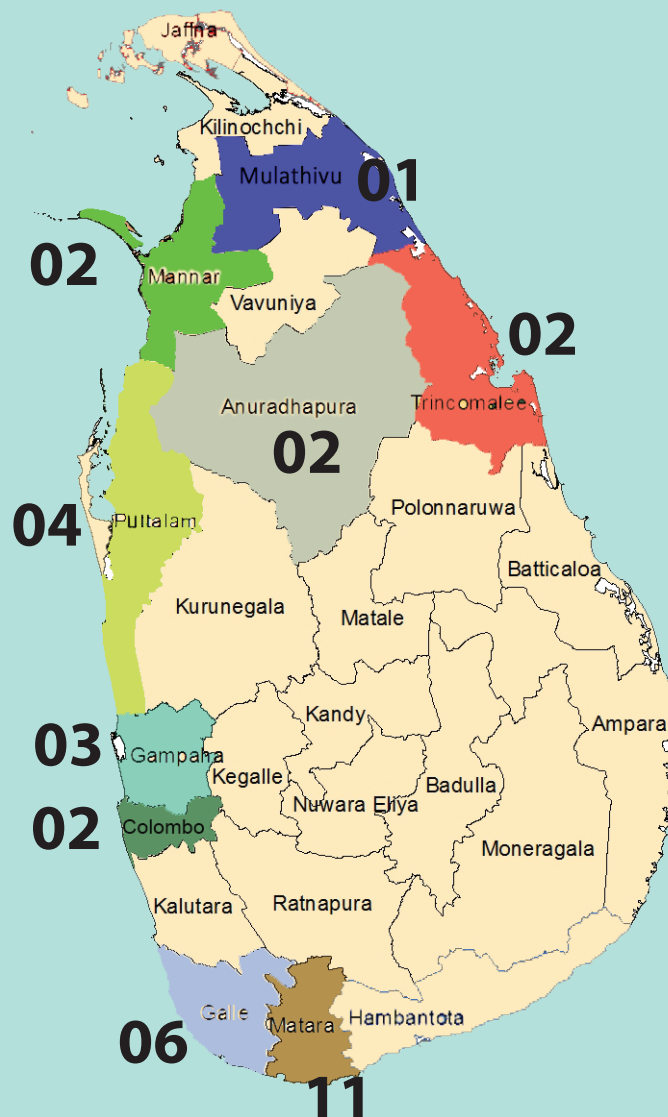 Jaffna
Kilinochchi
Mulathivu
01
02
Mannar
Vavuniya
02
Anuradhapura
Trincomalee
02
04
Puttalam
Polonnaruwa
Batticaloa
Kurunegala
Matale
Kandy
Ampara
03
Gampaha
Kegalle
Badulla
Nuwara Eliya
02
Colombo
Moneragala
Kalutara
Ratnapura
Galle
Matara
Hambantota
06
11